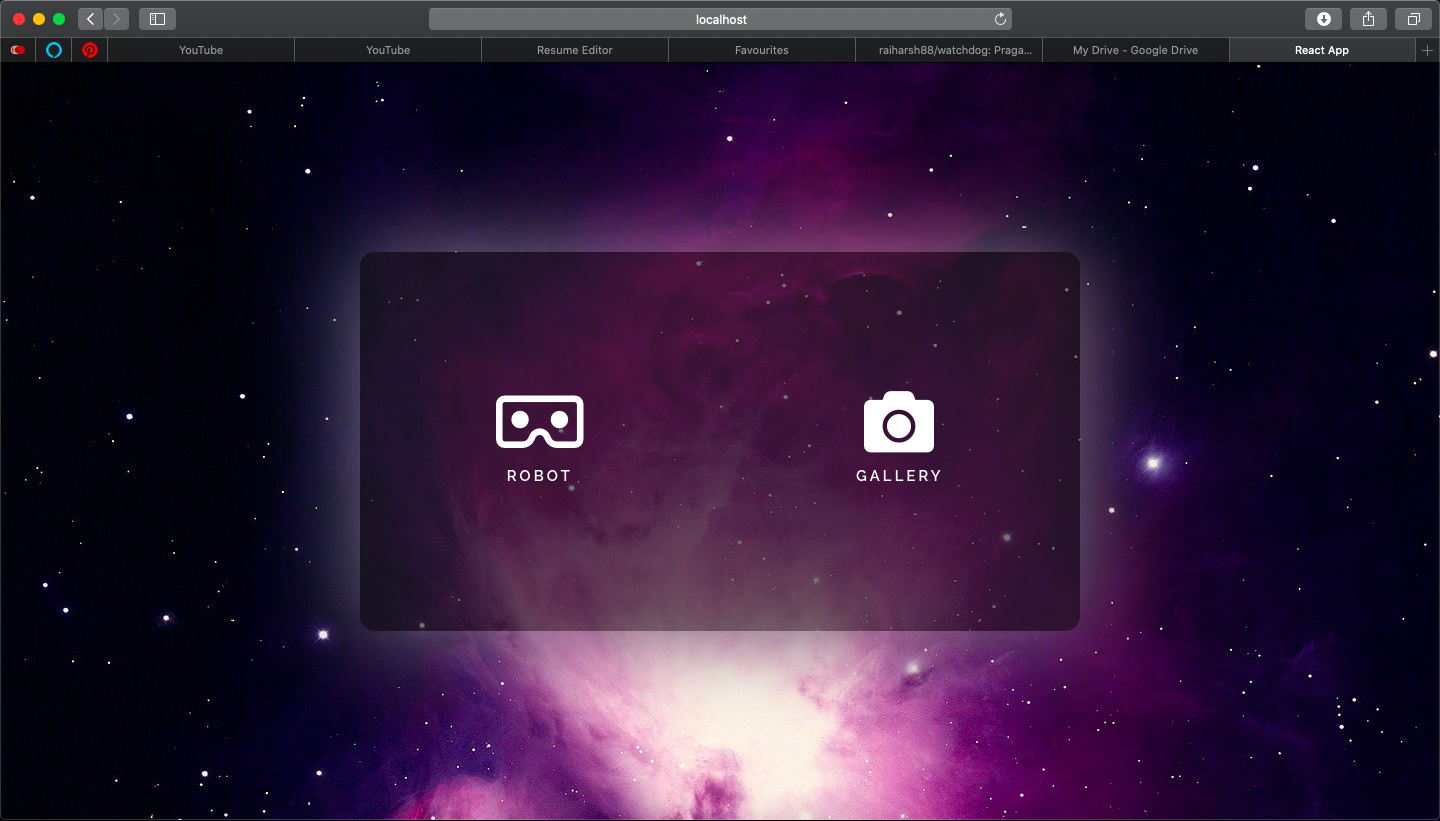 localhost
YouTube
YouTube
Resume Editor
Favourites
raiharsh88/watchdog: Praga...
My Drive – Google Drive
React App
ROBOT
GALLERY